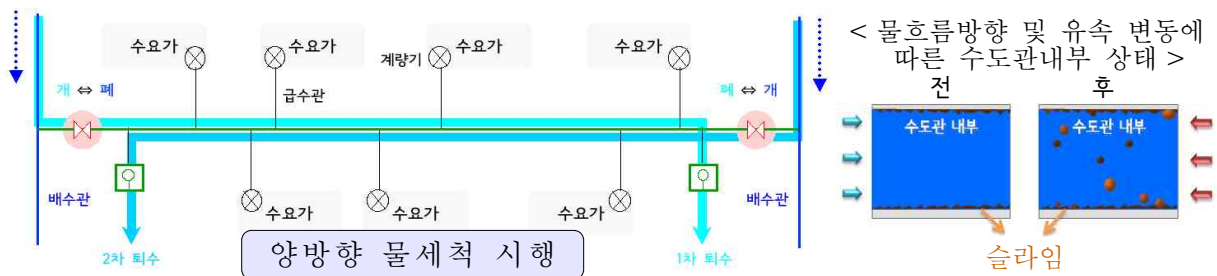 수요가
수요가
계량기
수요가
수요가
급수관
개 ⇔ 폐
폐 ⇔ 개
배수관
배수관
수요가
수요가
수요가
2차 퇴수
양방향 물세척 시행
1차 퇴수
< 물흐름방향 및 유속 변동에
따른 수도관내부 상태 >
전
후
수도관 내부
수도관 내부
슬라임